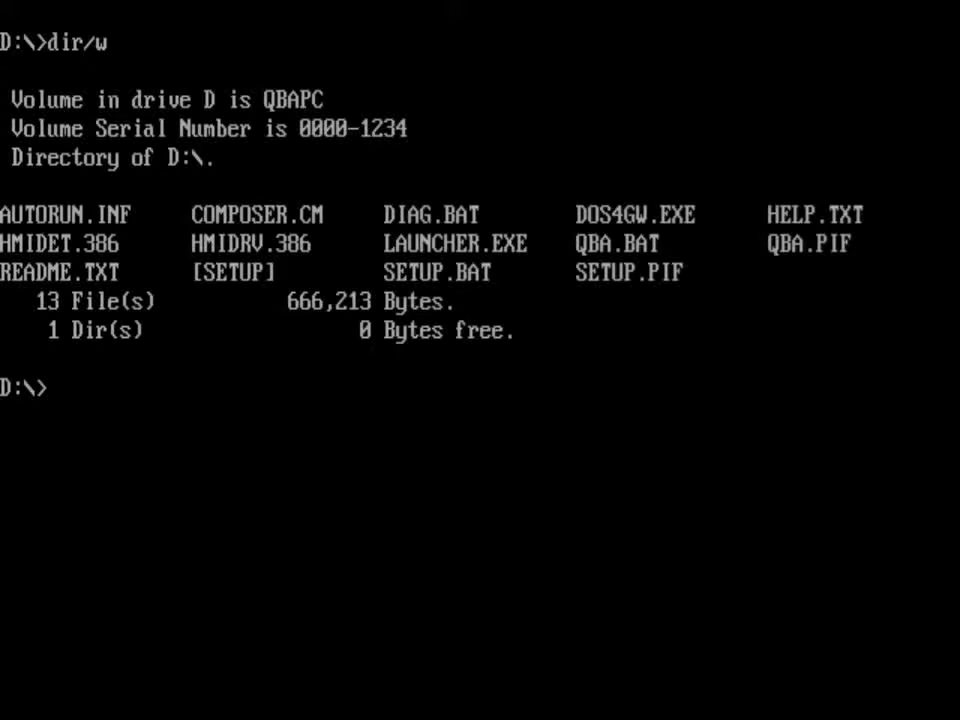 D:\>dir/w
Volume in drive D is QBAPC
Volume Serial Number is 0000-1234
Directory of D:\.
AUTORUN.INF COMPOSER.CM DIAG.BAT DOS4GW.EXE HELP.TXT
HMIDET.386 HMIDRV.386 LAUNCHER.EXE QBA.BAT QBA.PIF
README.TXT [SETUP] SETUP.BAT SETUP.PIF
13 File(s) 666,213 Bytes.
1 Dir(s) 0 Bytes free.
D:\>